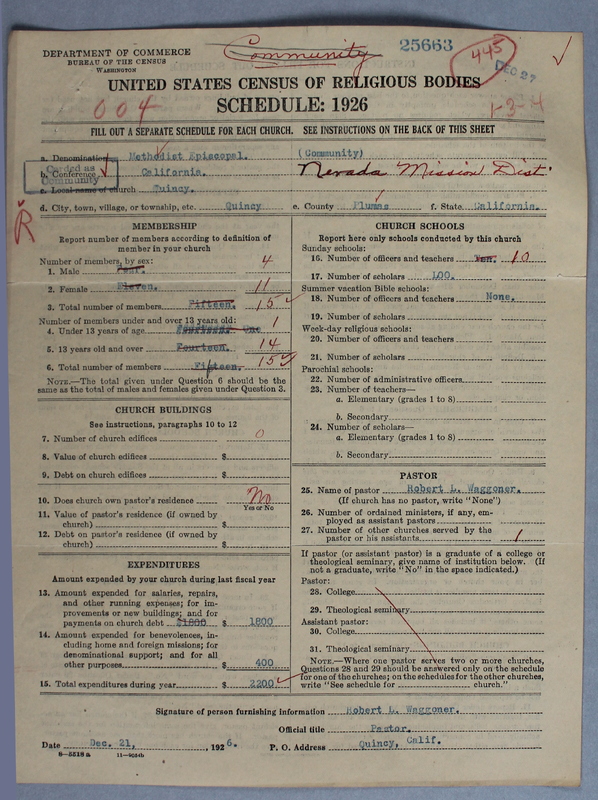 DEPARTMENT OF COMMERCE
BUREAU OF THE CENSUS
WASHINGTON
Community
25663
445
DEC 27
UNITED STATES CENSUS OF RELIGIOUS BODIES
004
SCHEDULE: 1926
1-3-4
FILL OUT A SEPARATE SCHEDULE FOR EACH CHURCH. SEE INSTRUCTIONS ON THE BACK OF THIS SHEET
a. Denomination Methodist Episcopal. (Community)
Carded as Community
b. Conference California. Nevada Mission Dist.
c. Local name of church Quincy.
d. City, town, village, or township, etc. Quincy e. County Plumas f. State California.
R
MEMBERSHIP
Report number of members according to definition of
member in your church
Number of members, by sex:
1. Male Four. 4
2. Female Eleven. 11
3. Total number of members Fifteen. 15
Number of members under and over 13 years old:
4. Under 13 years of age Fourteen. One 1
5. 13 years old and over Fourteen. 14
6. Total number of members Fifteen. 15
NOTE.—The total given under Question 6 should be the
same as the total of males and females given under Question 3.
CHURCH BUILDINGS
See instructions, paragraphs 10 to 12
7. Number of church edifices 0
8. Value of church edifices $
9. Debt on church edifices $
10. Does church own pastor's residence No
Yes or No
11. Value of pastor's residence (if owned by
church) $
12. Debt on pastor's residence (if owned by
church) $
EXPENDITURES
Amount expended by your church during last fiscal year
13. Amount expended for salaries, repairs,
and other running expenses; for im-
provements or new buildings; and for
payments on church debt $1800 $ 1800
14. Amount expended for benevolences, in-
cluding home and foreign missions; for
denominational support; and for all
other purposes 400
15. Total expenditures during year $ 2200
CHURCH SCHOOLS
Report here only schools conducted by this church
Sunday schools:
16. Number of officers and teachers Ten. 10
17. Number of scholars 100.
Summer vacation Bible schools:
18. Number of officers and teachers None.
19. Number of scholars
Week-day religious schools:
20. Number of officers and teachers
21. Number of scholars
Parochial schools:
22. Number of administrative officers
23. Number of teachers—
a. Elementary (grades 1 to 8)
b. Secondary
24. Number of scholars—
a. Elementary (grades 1 to 8)
b. Secondary
PASTOR
25. Name of pastor Robert L. Waggoner.
(If church has no pastor, write "None")
26. Number of ordained ministers, if any, em-
ployed as assistant pastors
27. Number of other churches served by the
pastor or his assistants 1
If pastor (or assistant pastor) is a graduate of a college or
theological seminary, give name of institution below. (If
not a graduate, write "No" in the space indicated.)
Pastor:
28. College
29. Theological seminary
Assistant pastor:
30. College
31. Theological seminary
NOTE.—Where one pastor serves two or more churches,
Questions 28 and 29 should be answered only on the schedule
for one of the churches; on the schedules for the other churches,
write "See schedule for church."
Signature of person furnishing information Robert L. Waggoner.
Official title Pastor.
Date Dec. 21, , 1926. P. O. Address Quincy, Calif.
8-5518 a